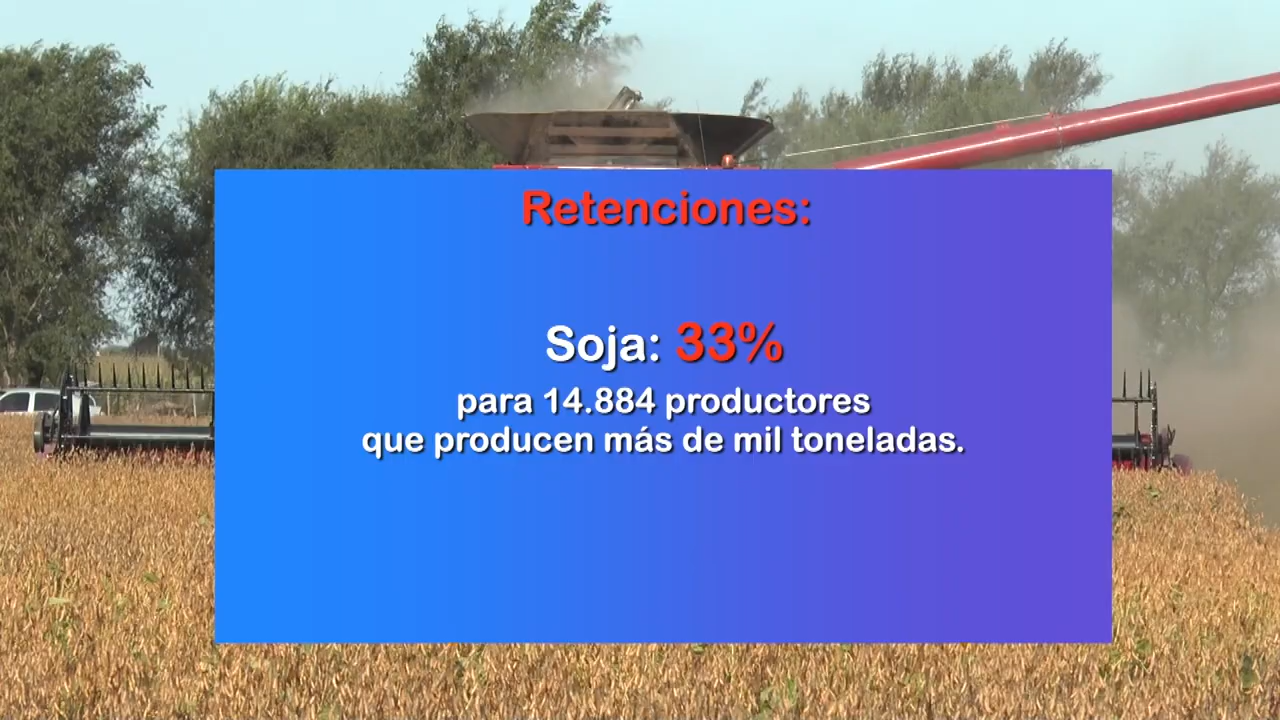 Retenciones:
Soja: 33%
para 14.884 productores
que producen más de mil toneladas.